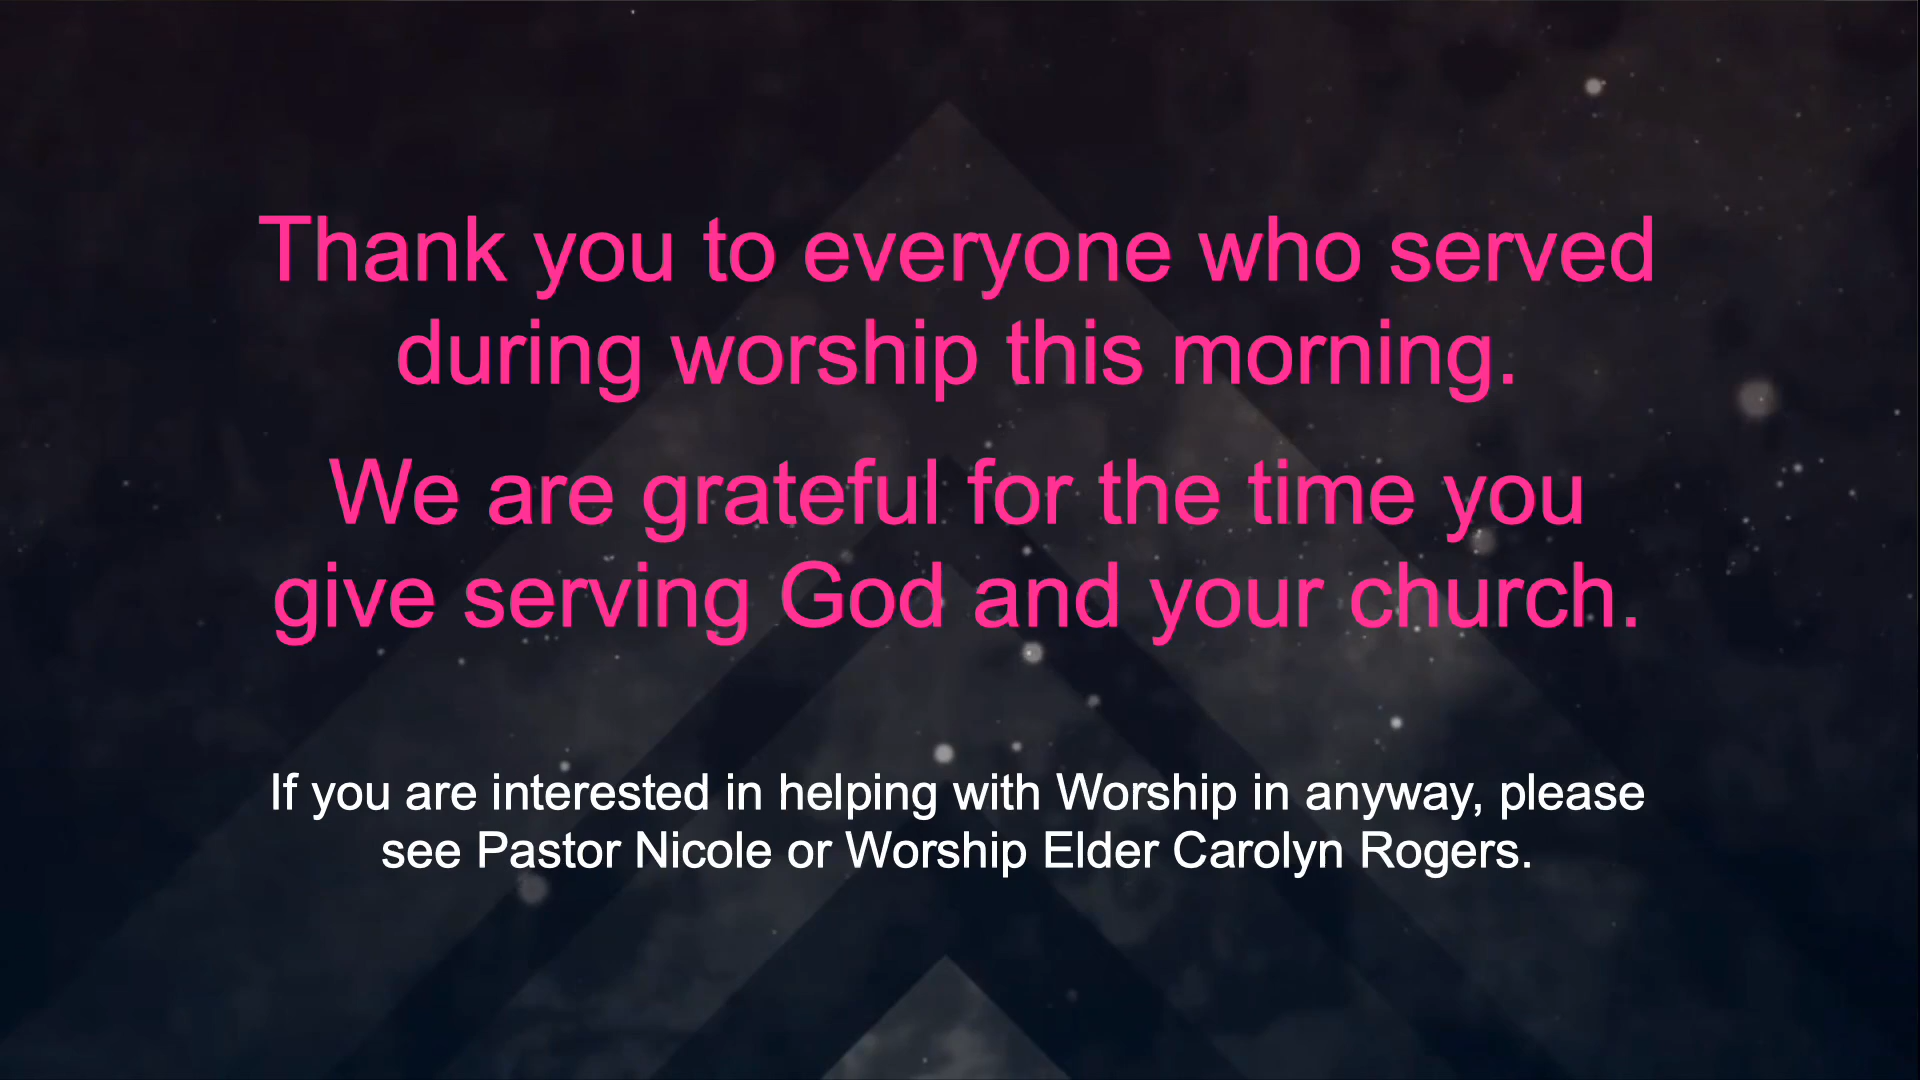 Thank you to everyone who served
during worship this morning.
We are grateful for the time you
give serving God and your church.
If you are interested in helping with Worship in anyway, please
see Pastor Nicole or Worship Elder Carolyn Rogers.